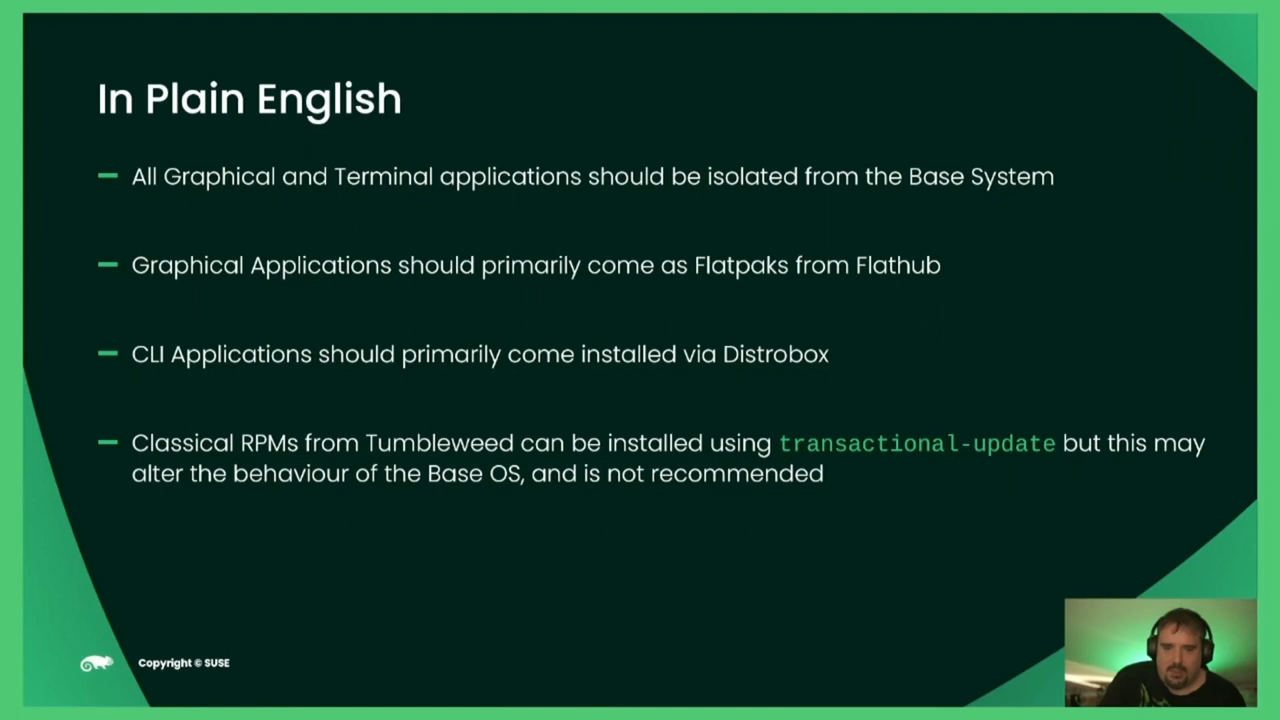 In Plain English
All Graphical and Terminal applications should be isolated from the Base System
Graphical Applications should primarily come as Flatpaks from Flathub
CLI Applications should primarily come installed via Distrobox
Classical RPMs from Tumbleweed can be installed using transactional-update but this may
alter the behaviour of the Base OS, and is not recommended
Copyright © SUSE